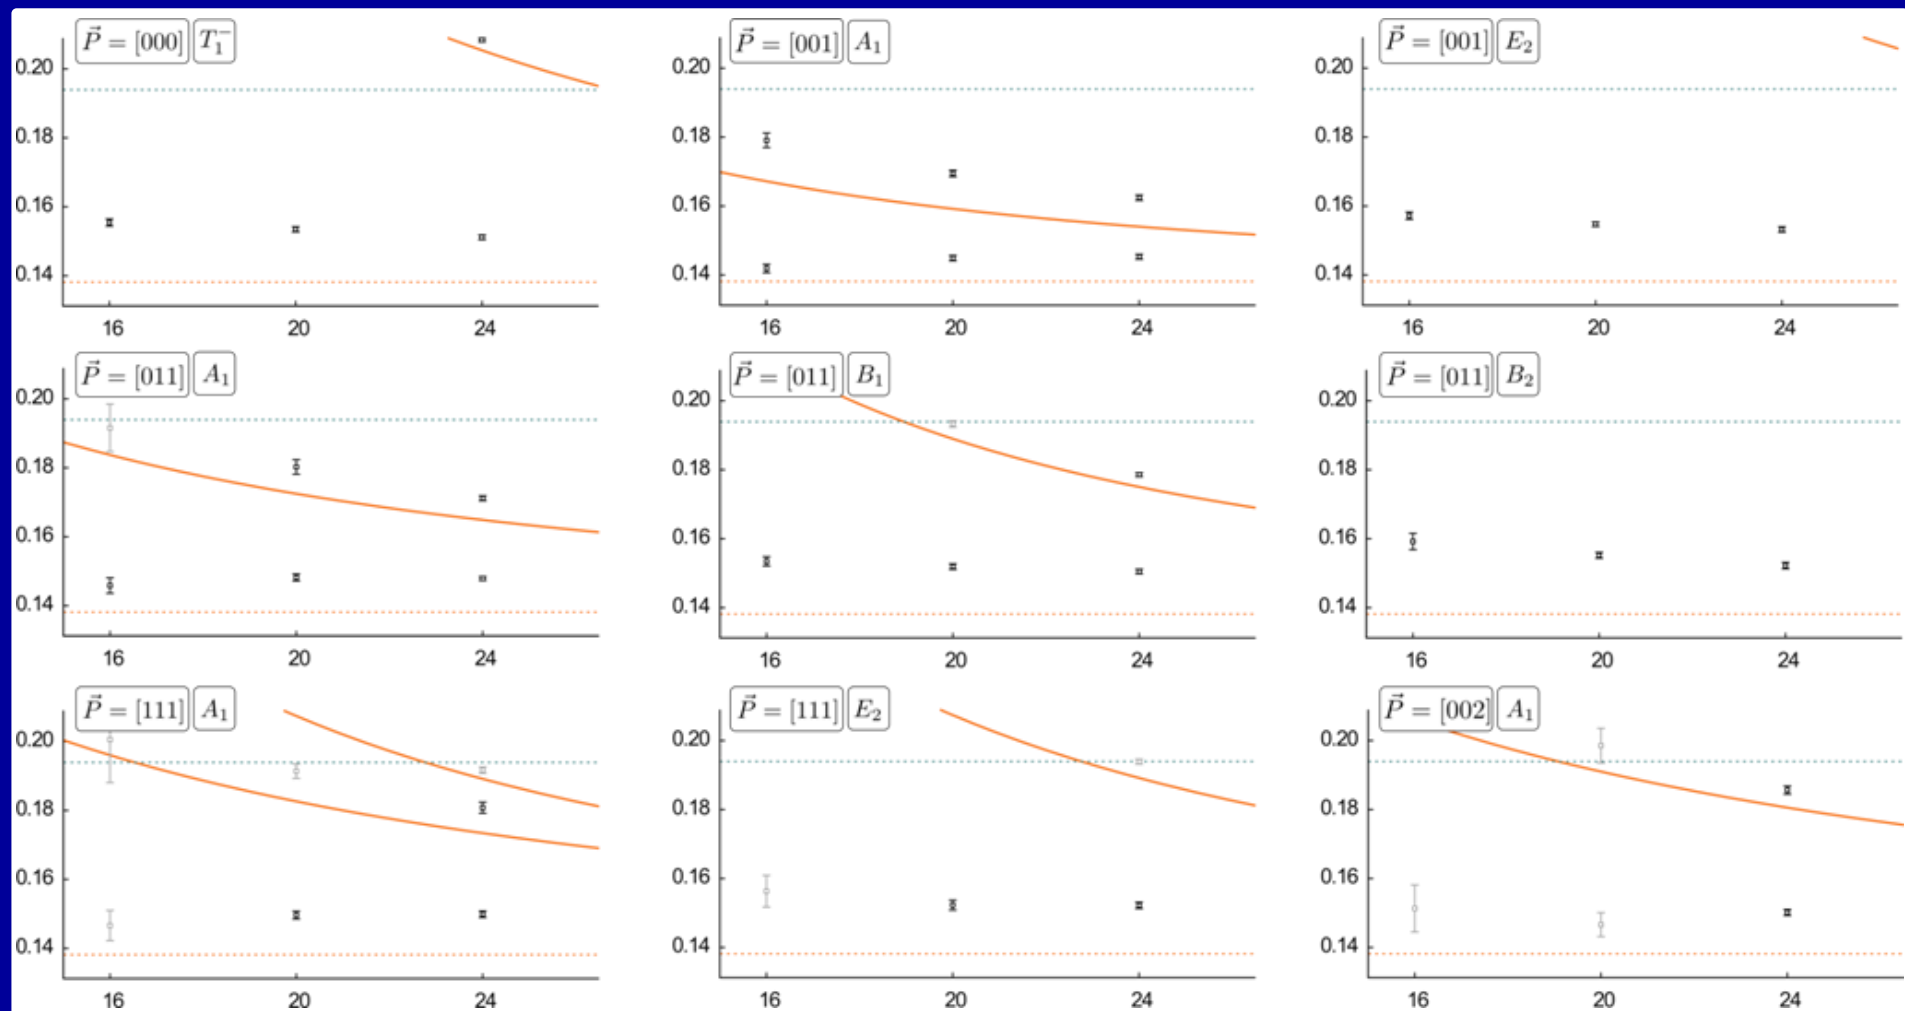 P⃗ = [000] T₁⁻
0.20
0.18
0.16
0.14
16 20 24
P⃗ = [001] A₁
0.20
0.18
0.16
0.14
16 20 24
P⃗ = [001] E₂
0.20
0.18
0.16
0.14
16 20 24
P⃗ = [011] A₁
0.20
0.18
0.16
0.14
16 20 24
P⃗ = [011] B₁
0.20
0.18
0.16
0.14
16 20 24
P⃗ = [011] B₂
0.20
0.18
0.16
0.14
16 20 24
P⃗ = [111] A₁
0.20
0.18
0.16
0.14
16 20 24
P⃗ = [111] E₂
0.20
0.18
0.16
0.14
16 20 24
P⃗ = [002] A₁
0.20
0.18
0.16
0.14
16 20 24